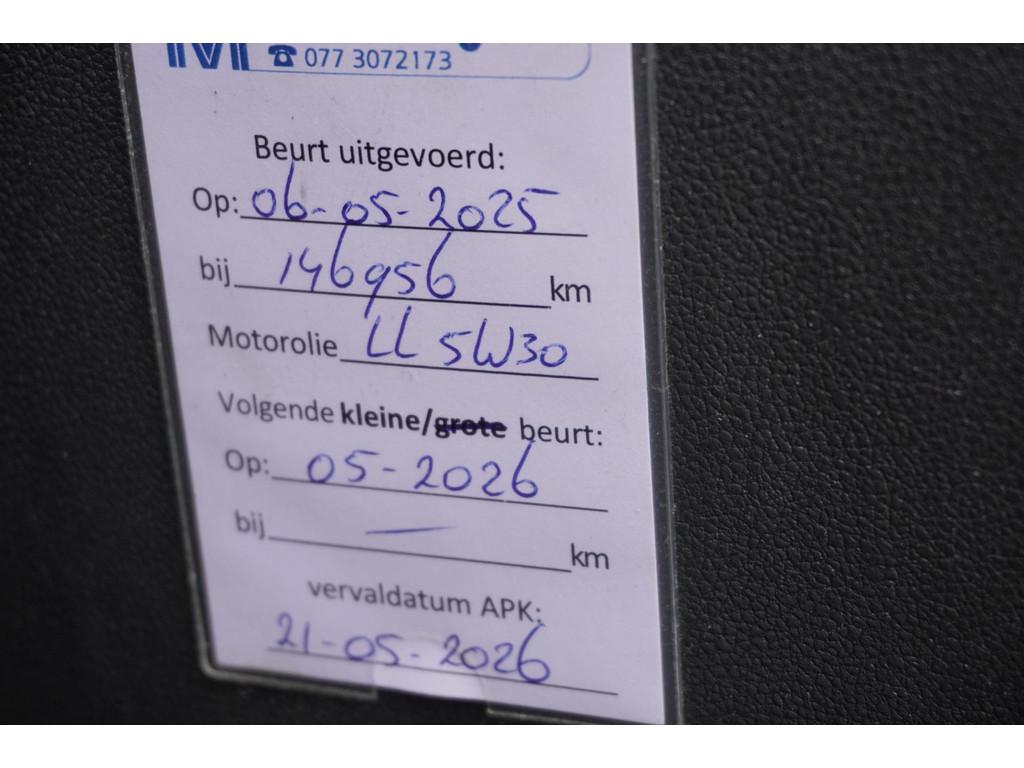 ☎ 077 3072173
Beurt uitgevoerd:
Op: 06-05-2025
bij 146956 km
Motorolie LL 5W30
Volgende kleine/grote beurt:
Op: 05-2026
bij — km
vervaldatum APK:
21-05-2026